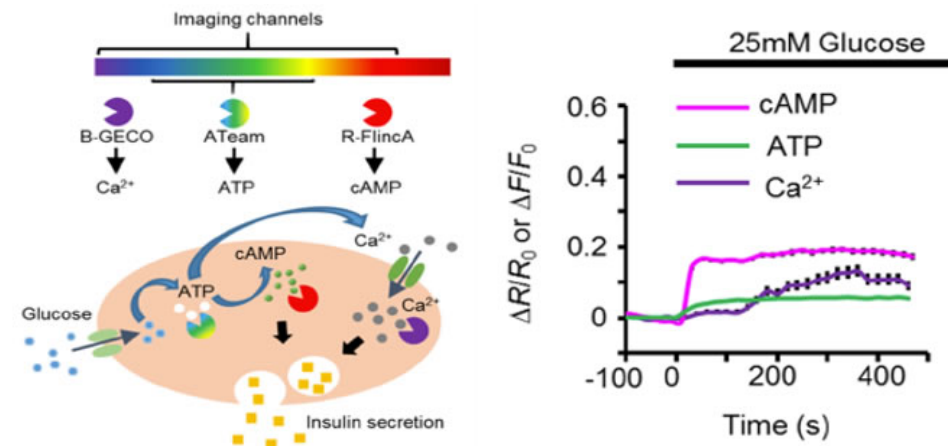 Imaging channels
B-GECO
ATeam
R-FlincA
Ca²⁺
ATP
cAMP
Ca²⁺
cAMP
ATP
Ca²⁺
Glucose
Insulin secretion
25mM Glucose
0.6
0.4
0.2
0
cAMP
ATP
Ca²⁺
ΔR/R₀ or ΔF/F₀
-100
0
200
400
Time (s)